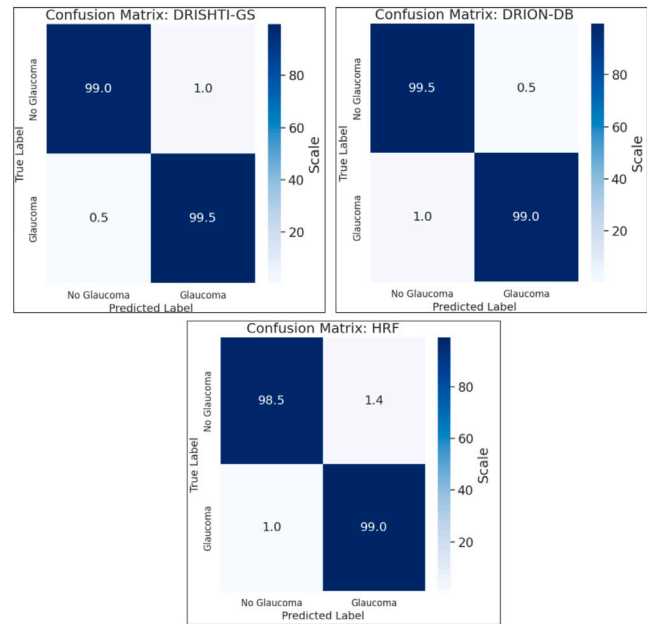 Confusion Matrix: DRISHTI-GS
True Label
No Glaucoma
99.0 1.0
Glaucoma
0.5 99.5
No Glaucoma Glaucoma
Predicted Label
80
60
40
20
Scale
Confusion Matrix: DRION-DB
True Label
No Glaucoma
99.5 0.5
Glaucoma
1.0 99.0
No Glaucoma Glaucoma
Predicted Label
80
60
40
20
Scale
Confusion Matrix: HRF
True Label
No Glaucoma
98.5 1.4
Glaucoma
1.0 99.0
No Glaucoma Glaucoma
Predicted Label
80
60
40
20
Scale